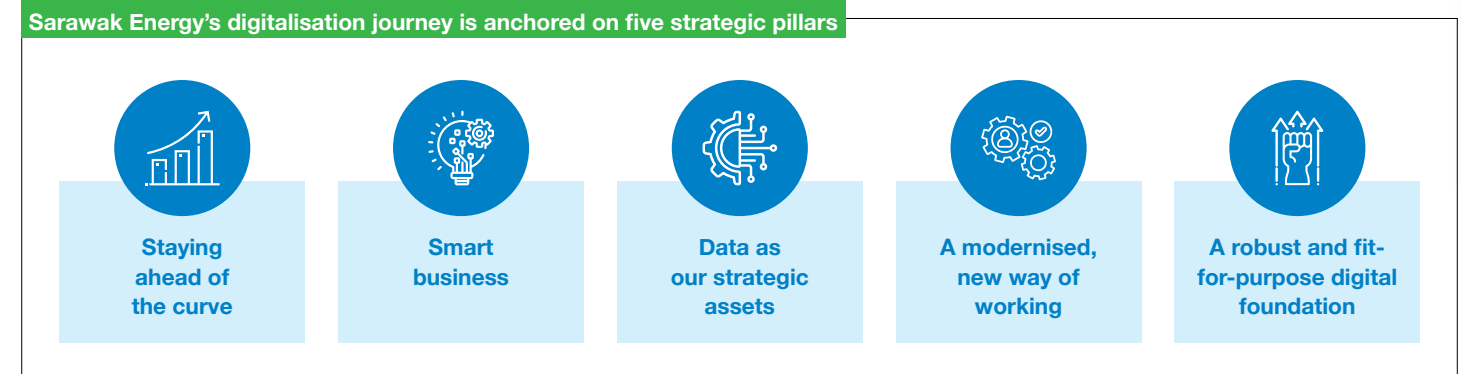 Sarawak Energy’s digitalisation journey is anchored on five strategic pillars
Staying
ahead of
the curve
Smart
business
Data as
our strategic
assets
A modernised,
new way of
working
A robust and fit-
for-purpose digital
foundation